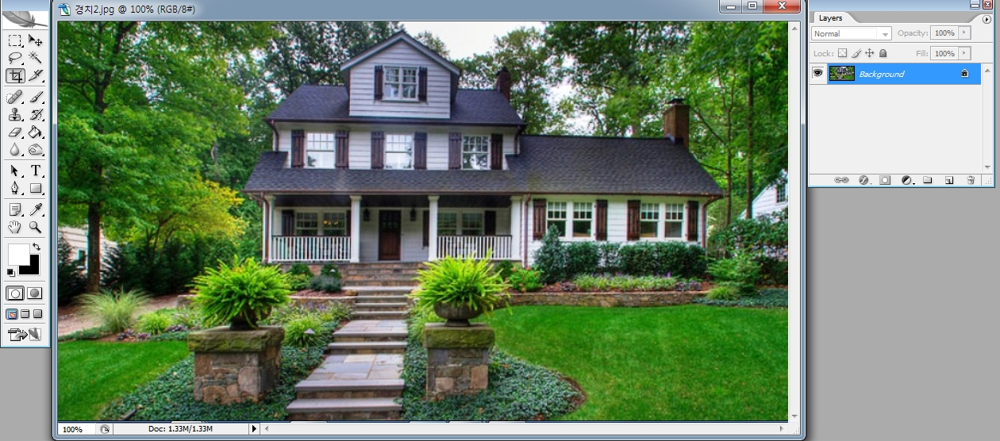 경치2.jpg @ 100% (RGB/8#)
Layers
Normal
Opacity: 100%
Lock:
Fill: 100%
Background
T
100%
Doc: 1.33M/1.33M